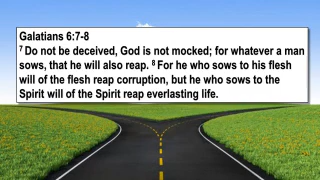 Galatians 6:7-8
7 Do not be deceived, God is not mocked; for whatever a man
sows, that he will also reap. 8 For he who sows to his flesh
will of the flesh reap corruption, but he who sows to the
Spirit will of the Spirit reap everlasting life.